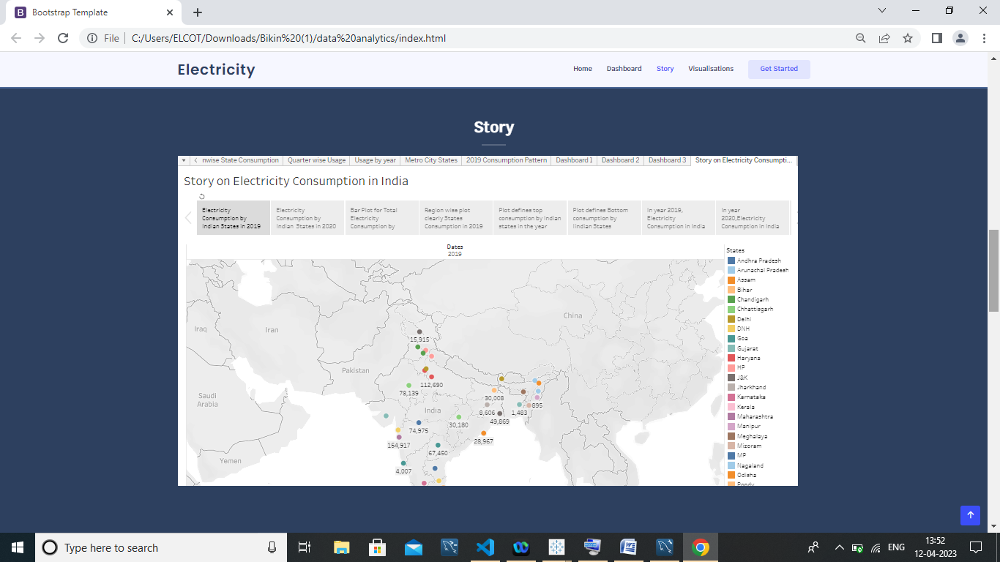 Bootstrap Template
File
C:/Users/ELCOT/Downloads/Bikin%20(1)/data%20analytics/index.html
Electricity
Home Dashboard Story Visualisations Get Started
Story
nwise State Consumption Quarter wise Usage Usage by year Metro City States 2019 Consumption Pattern Dashboard 1 Dashboard 2 Dashboard 3 Story on Electricity Consumpti...
Story on Electricity Consumption in India
Electricity
Consumption by
Indian States in 2019
Electricity
Consumption by
Indian States in 2020
Bar Plot for Total
Electricity
Consumption by
Region wise plot
clearly States
Consumption in 2019
Plot defines top
consumption by Indian
states in the year
Plot defines Bottom
consumption by
Iindian States
In year 2019,
Electricity
Consumption in India
In year
2020,Electricity
Consumption in India
Dates
2019
China
Iraq
Iran
Pakistan
Saudi
Arabia
India
Yemen
15,915
112,690
78,139
30,008
895
8,606
1,483
49,869
30,180
74,975
28,967
154,917
67,450
4,007
States
Andhra Pradesh
Arunachal Pradesh
Assam
Bihar
Chandigarh
Chhattisgarh
Delhi
DNH
Goa
Gujarat
Haryana
HP
J&K
Jharkhand
Karnataka
Kerala
Maharashtra
Manipur
Meghalaya
Mizoram
MP
Nagaland
Odisha
Pondy
Type here to search
ENG
13:52
12-04-2023